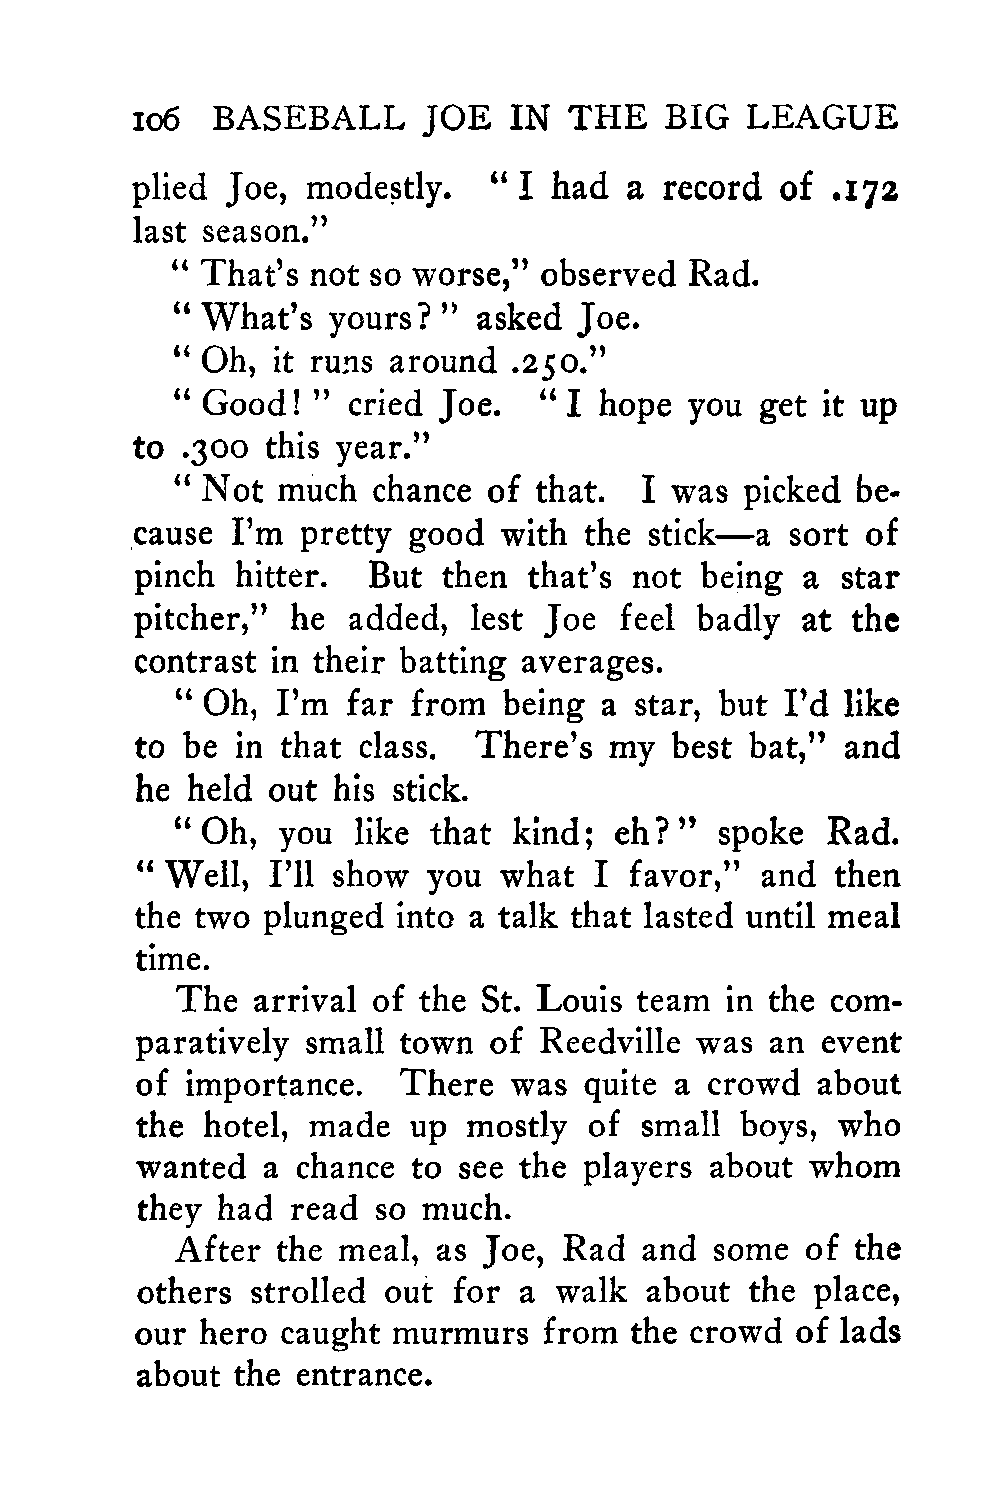 106 BASEBALL JOE IN THE BIG LEAGUE
plied Joe, modestly. “ I had a record of .172
last season.”
“ That’s not so worse,” observed Rad.
“ What’s yours? ” asked Joe.
“ Oh, it runs around .250.”
“ Good! ” cried Joe. “ I hope you get it up
to .300 this year.”
“ Not much chance of that. I was picked be-
cause I’m pretty good with the stick—a sort of
pinch hitter. But then that’s not being a star
pitcher,” he added, lest Joe feel badly at the
contrast in their batting averages.
“ Oh, I’m far from being a star, but I’d like
to be in that class. There’s my best bat,” and
he held out his stick.
“ Oh, you like that kind; eh? ” spoke Rad.
“ Well, I’ll show you what I favor,” and then
the two plunged into a talk that lasted until meal
time.
The arrival of the St. Louis team in the com-
paratively small town of Reedville was an event
of importance. There was quite a crowd about
the hotel, made up mostly of small boys, who
wanted a chance to see the players about whom
they had read so much.
After the meal, as Joe, Rad and some of the
others strolled out for a walk about the place,
our hero caught murmurs from the crowd of lads
about the entrance.